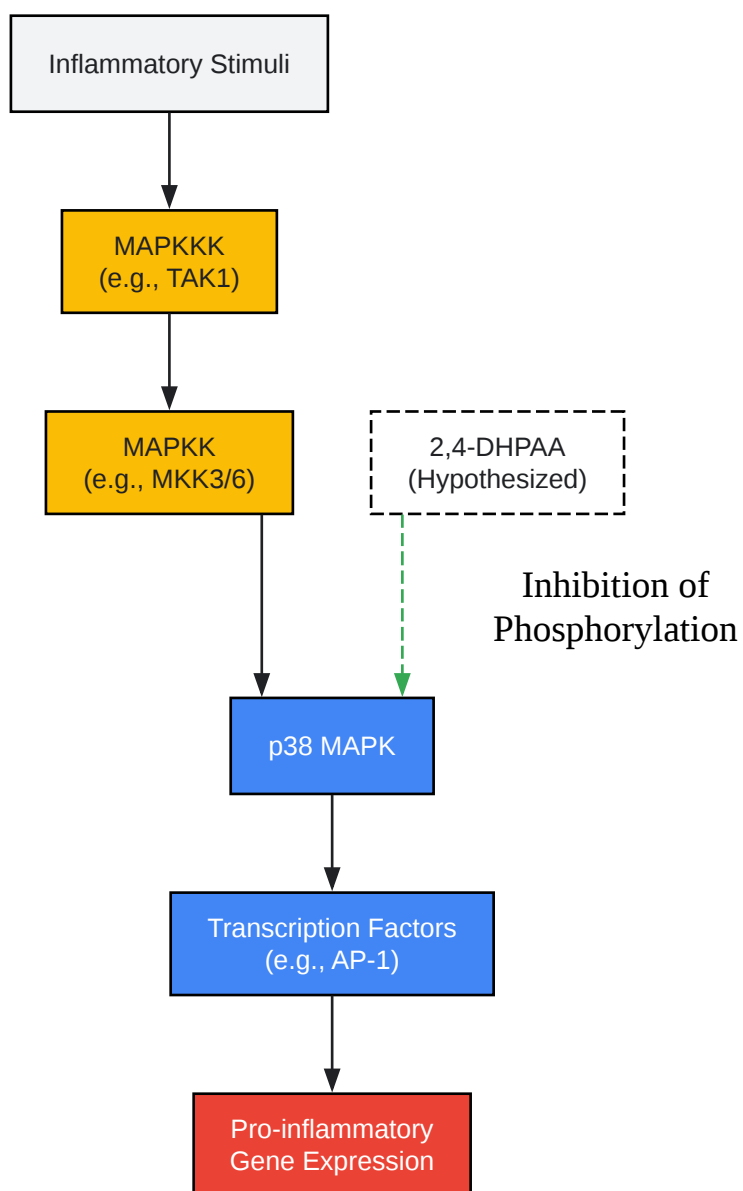 Inflammatory Stimuli
MAPKKK
(e.g., TAK1)
MAPKK
(e.g., MKK3/6)
2,4-DHPAA
(Hypothesized)
Inhibition of
Phosphorylation
p38 MAPK
Transcription Factors
(e.g., AP-1)
Pro-inflammatory
Gene Expression